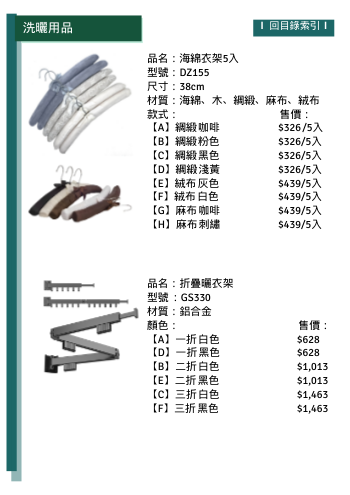 洗曬用品
I 回目錄索引 I
品名：海綿衣架5入
型號：DZ155
尺寸：38cm
材質：海綿、木、綢緞、麻布、絨布
款式： 售價：
【A】綢緞咖啡 $326/5入
【B】綢緞粉色 $326/5入
【C】綢緞黑色 $326/5入
【D】綢緞淺黃 $326/5入
【E】絨布灰色 $439/5入
【F】絨布白色 $439/5入
【G】麻布咖啡 $439/5入
【H】麻布刺繡 $439/5入
品名：折疊曬衣架
型號：GS330
材質：鋁合金
顏色： 售價：
【A】一折白色 $628
【D】一折黑色 $628
【B】二折白色 $1,013
【E】二折黑色 $1,013
【C】三折白色 $1,463
【F】三折黑色 $1,463